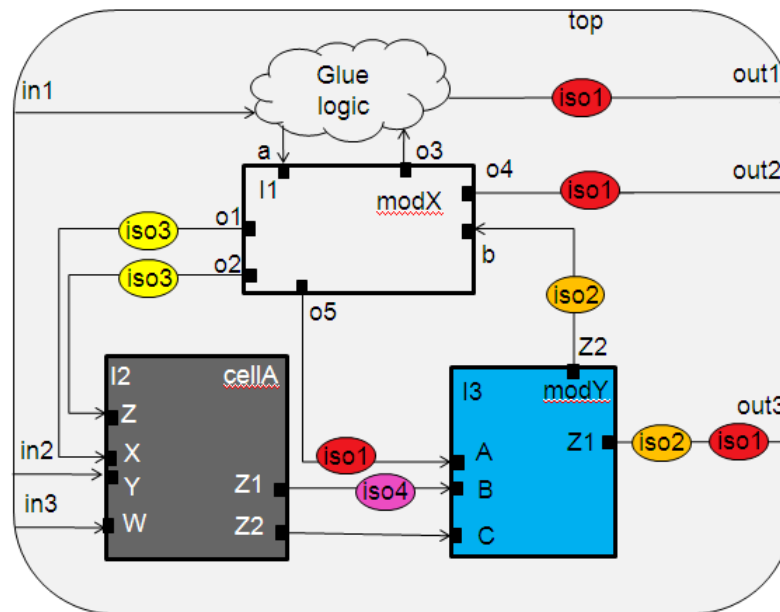 top
in1
Glue
logic
iso1
out1
a
o3
I1
modX
o4
iso1
out2
o1
iso3
o2
iso3
b
o5
iso2
Z2
I2
cellA
I3
modY
Z
X
Y
W
in2
in3
Z1
Z2
iso1
iso4
A
B
C
Z1
iso2
iso1
out3